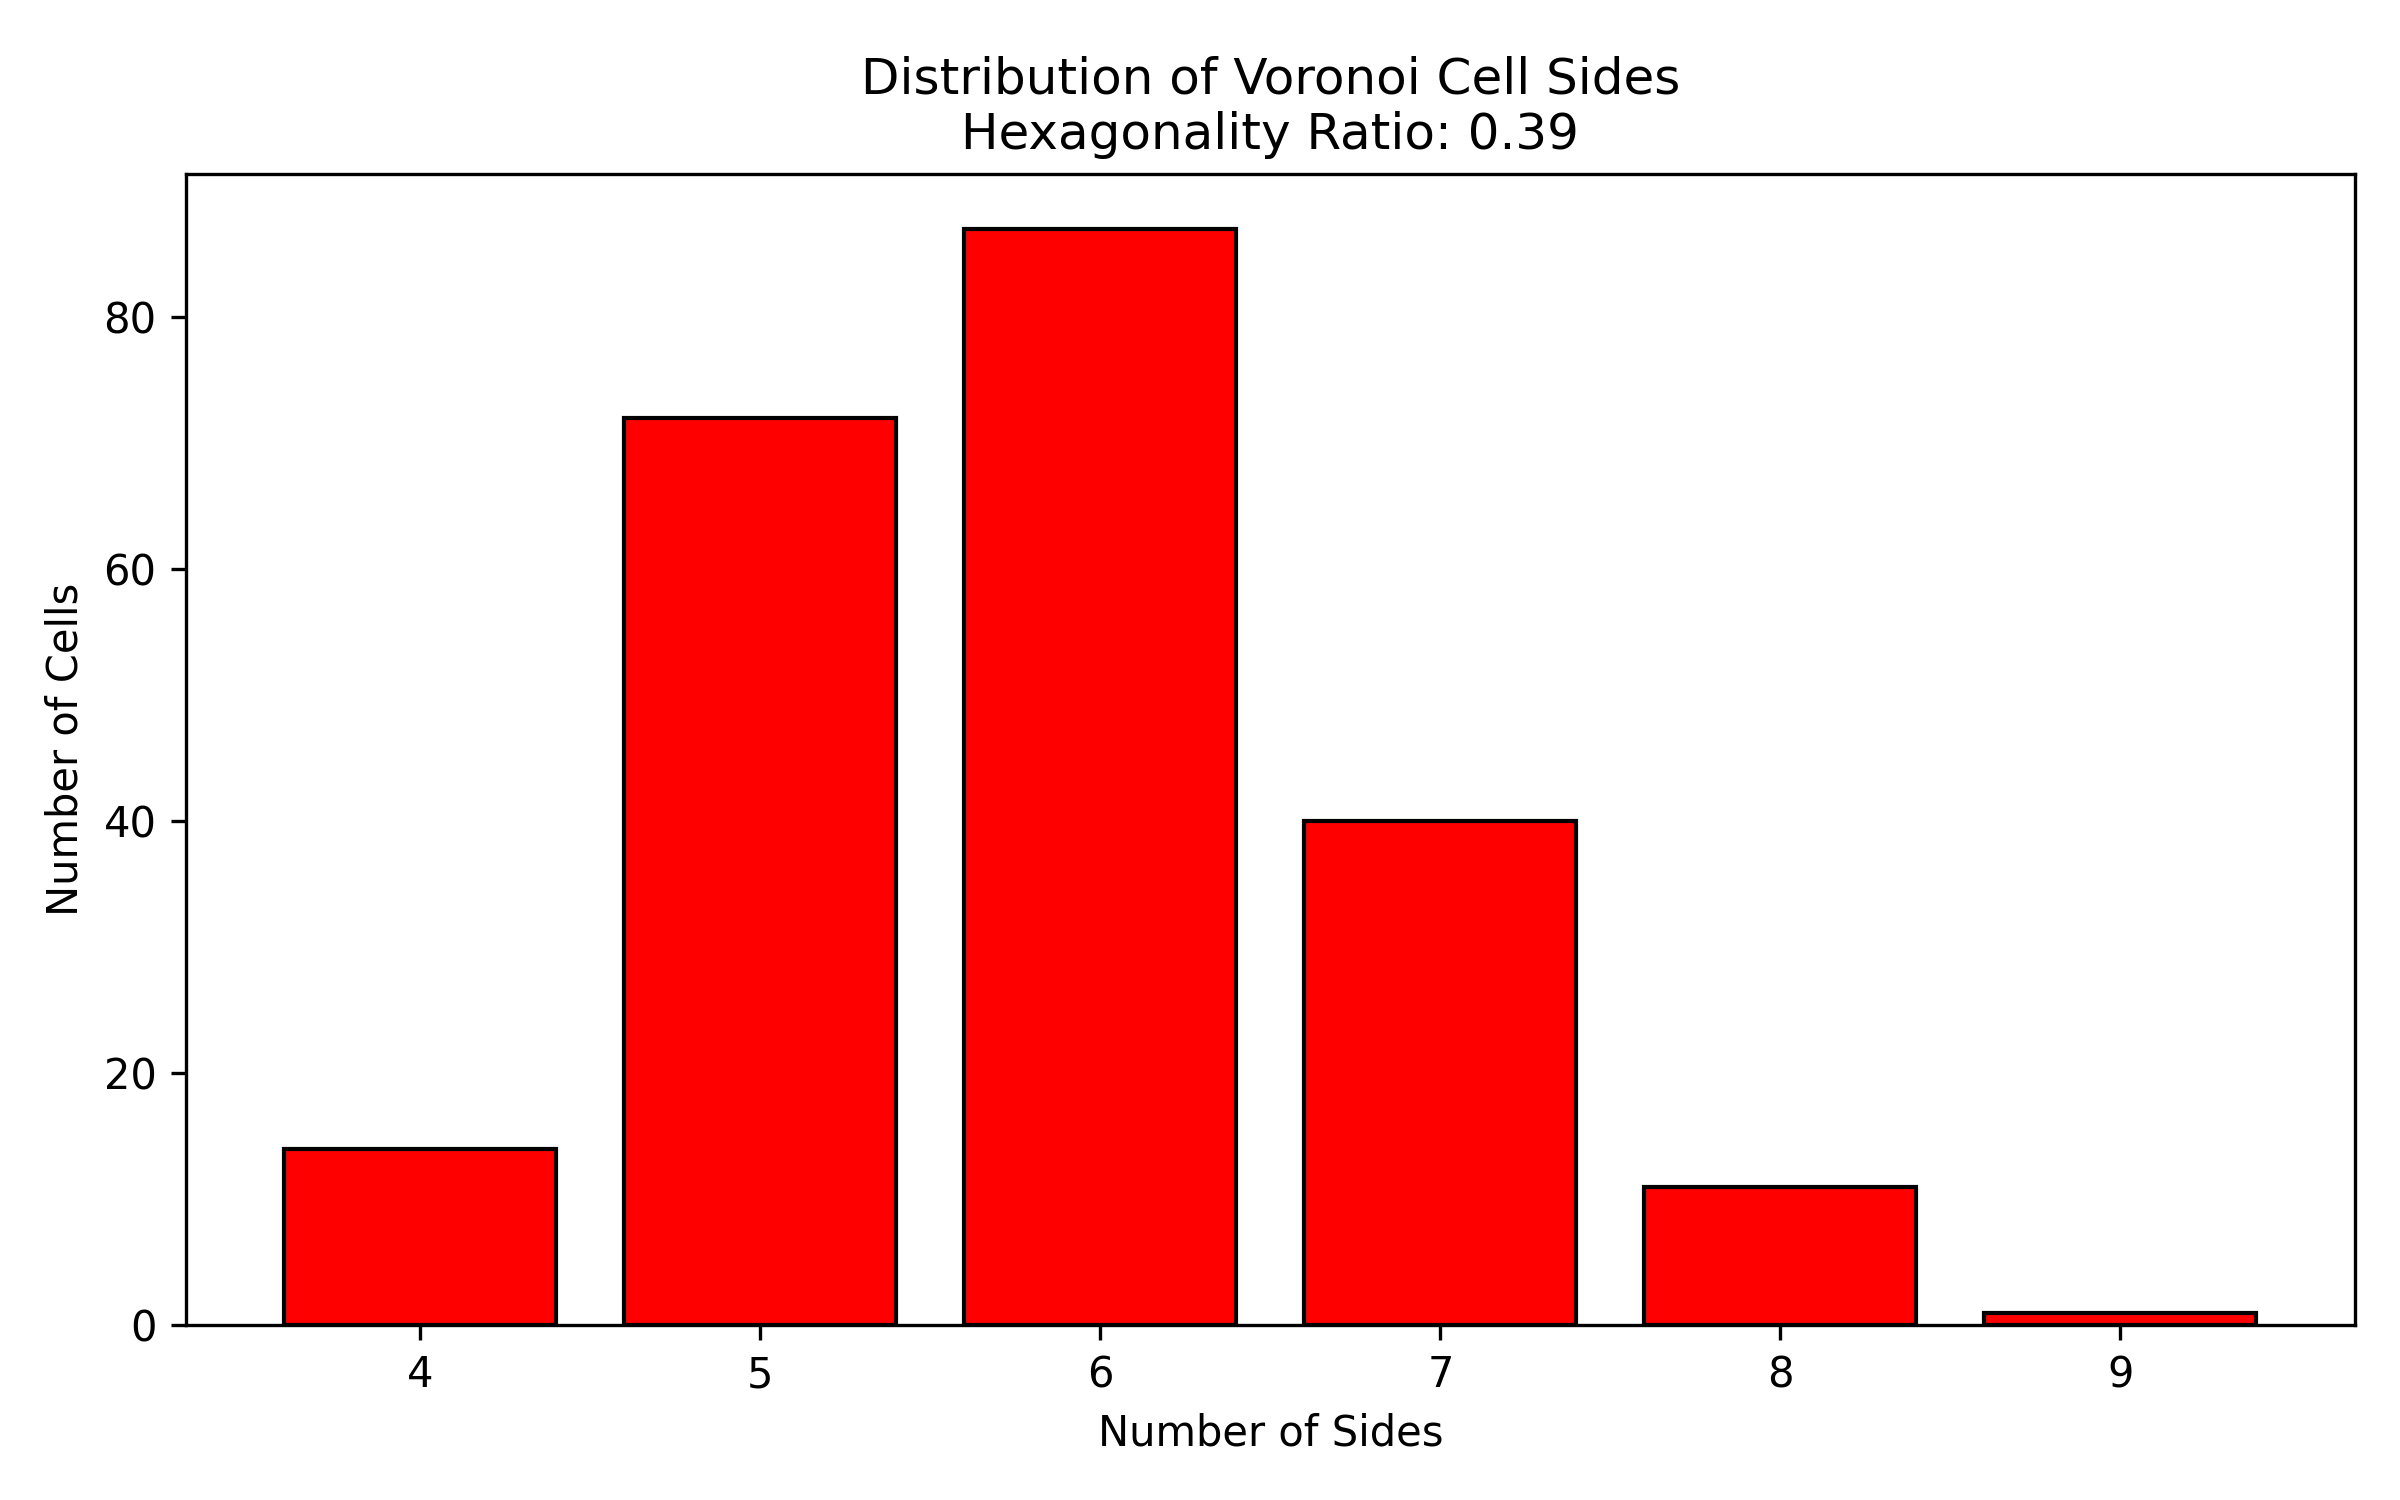 Distribution of Voronoi Cell Sides
Hexagonality Ratio: 0.39
Number of Cells
80
60
40
20
0
4 5 6 7 8 9
Number of Sides